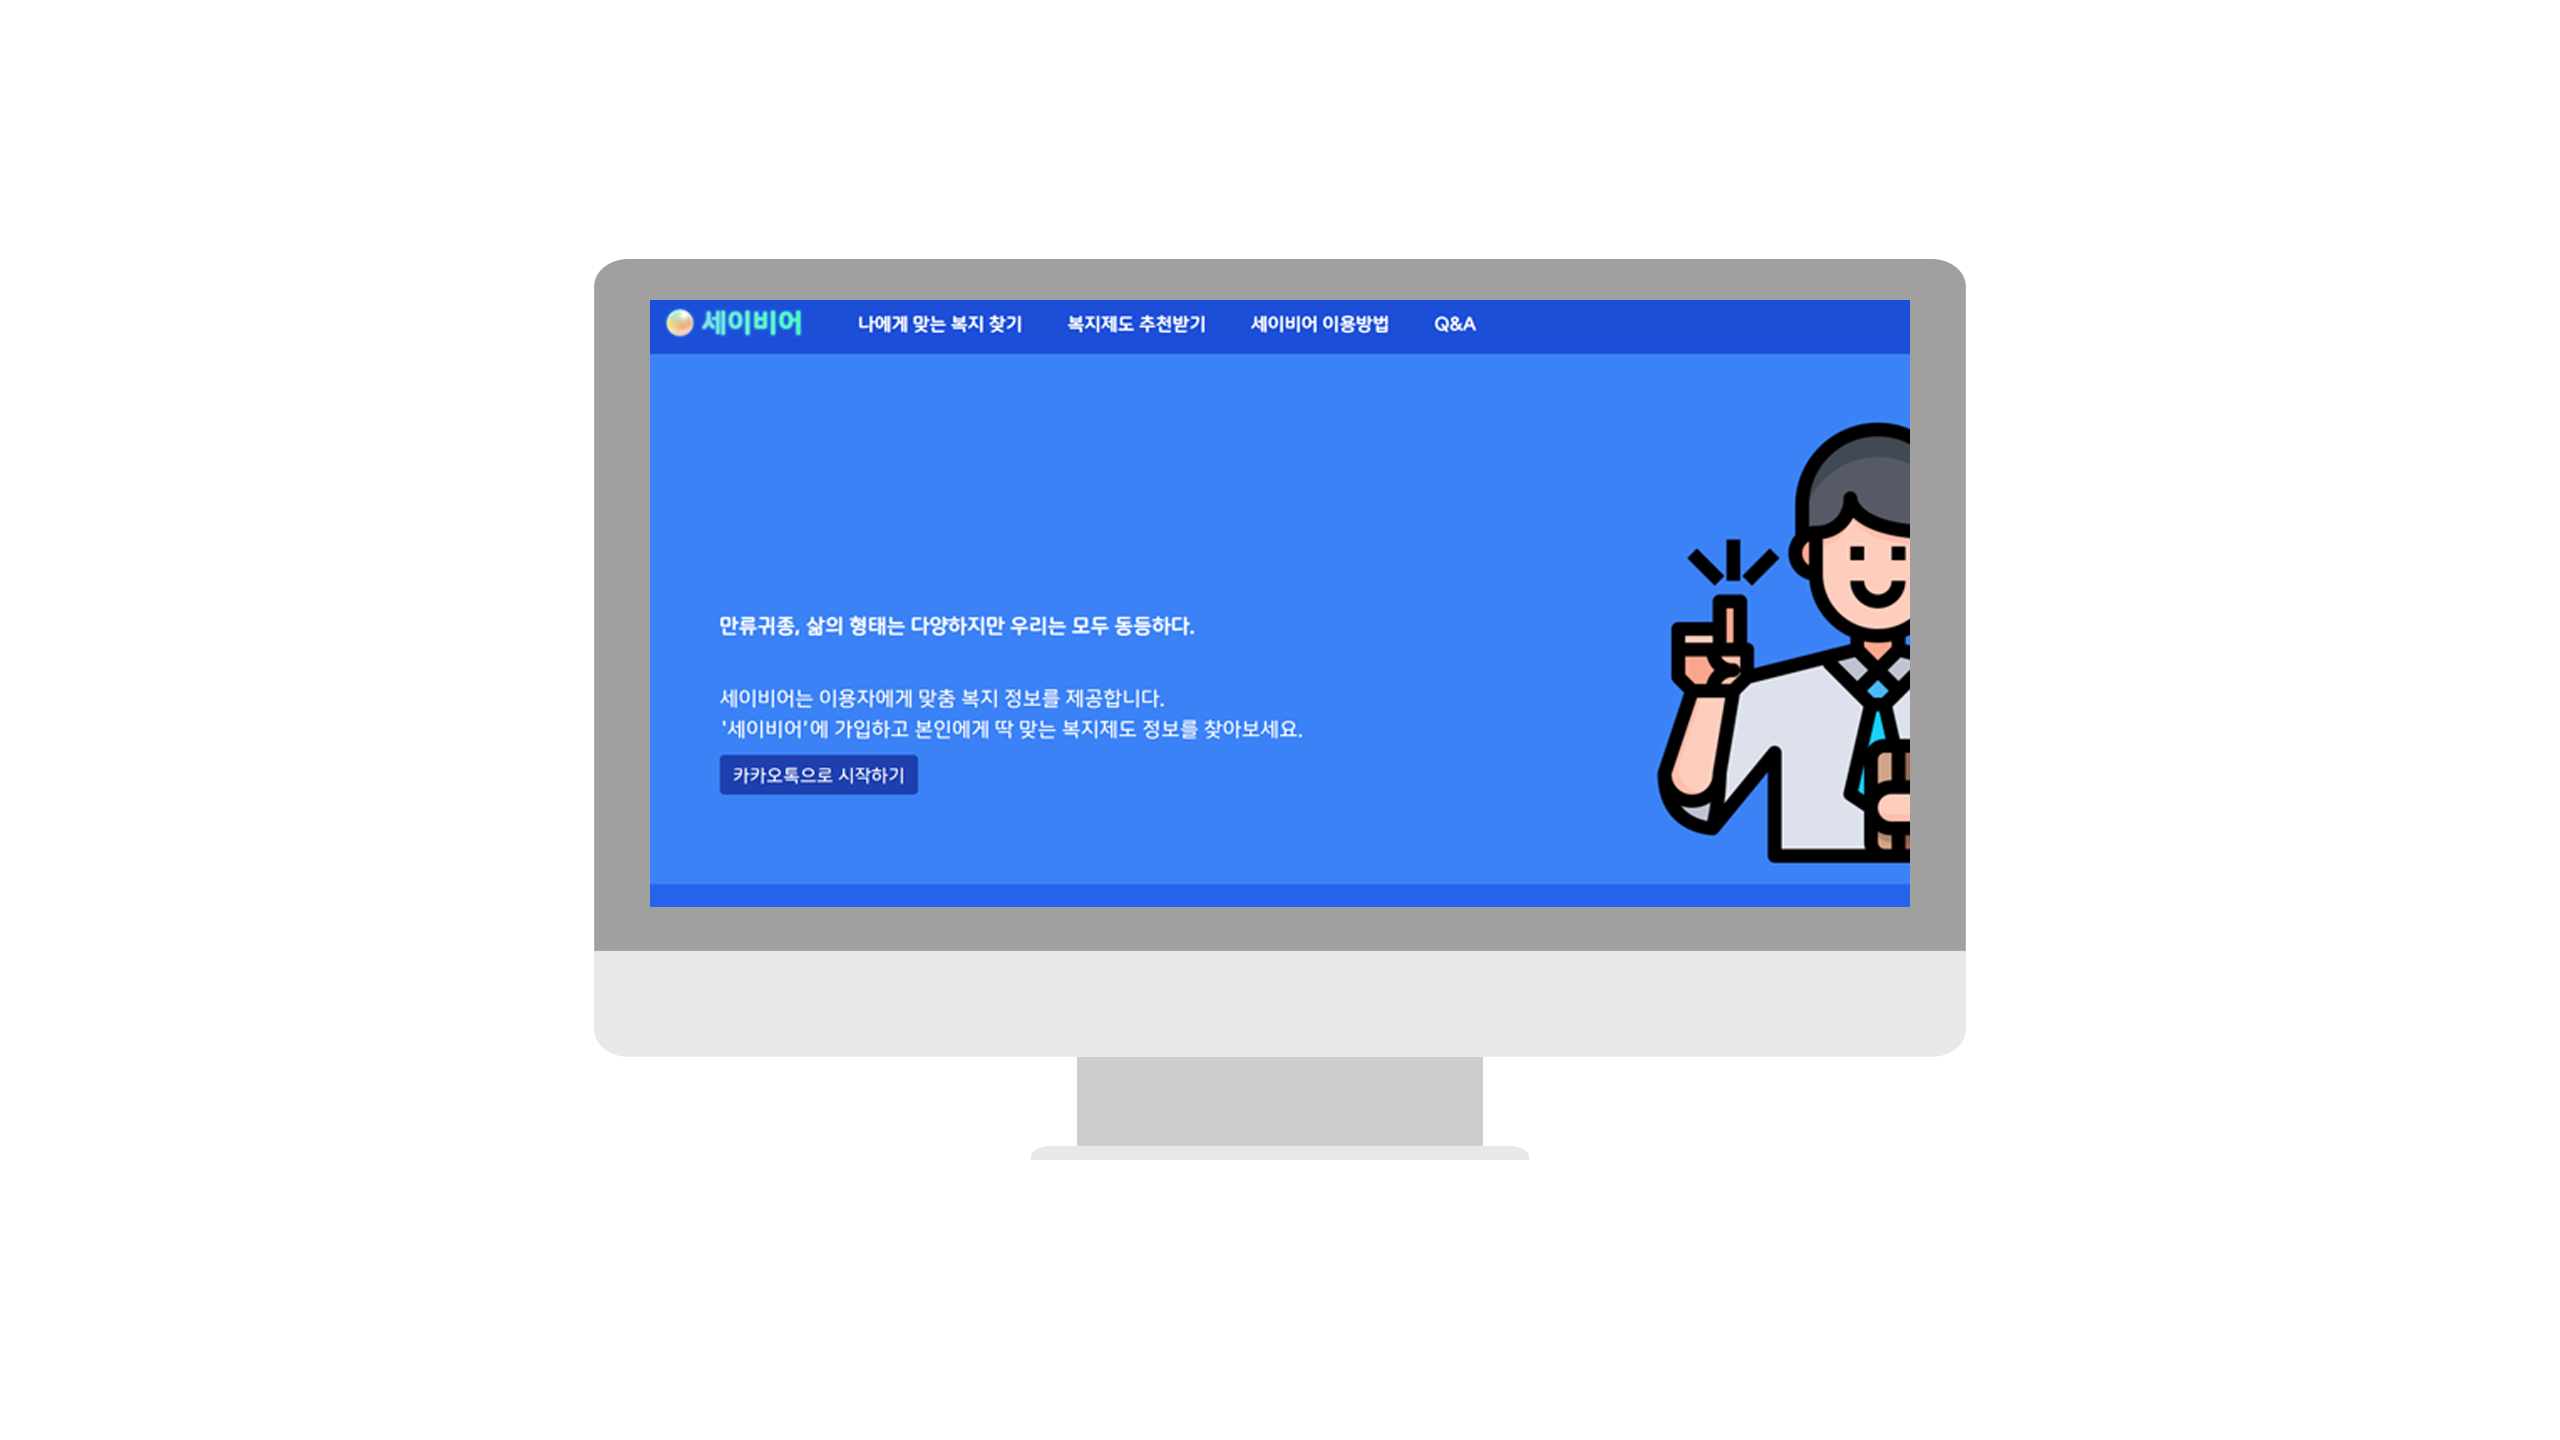 세이비어
나에게 맞는 복지 찾기
복지제도 추천받기
세이비어 이용방법
Q&A
만류귀종, 삶의 형태는 다양하지만 우리는 모두 동등하다.
세이비어는 이용자에게 맞춤 복지 정보를 제공합니다.
'세이비어'에 가입하고 본인에게 딱 맞는 복지제도 정보를 찾아보세요.
카카오톡으로 시작하기